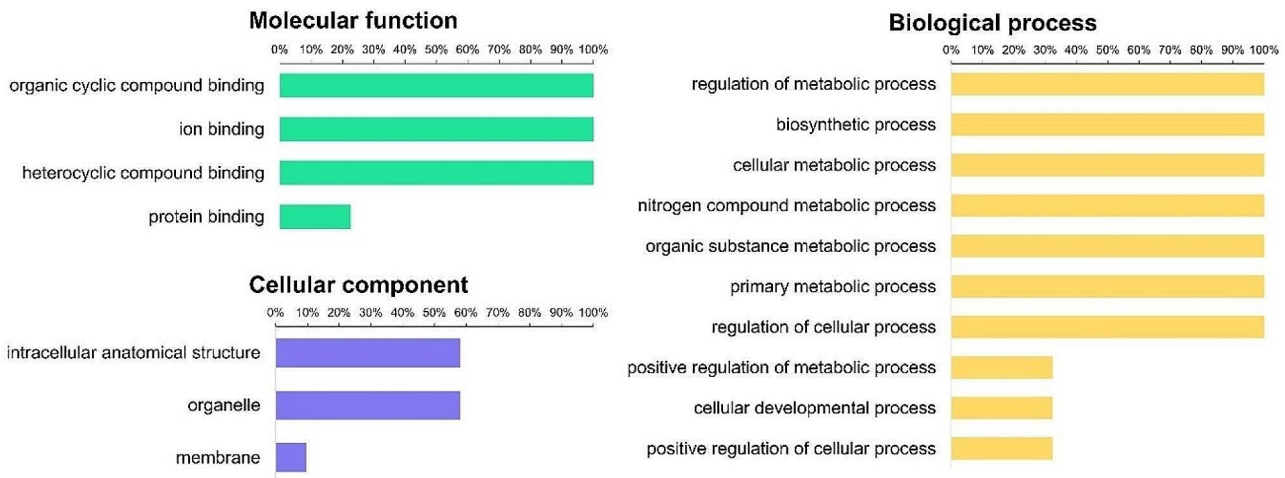 Molecular function
0% 10% 20% 30% 40% 50% 60% 70% 80% 90% 100%
organic cyclic compound binding
ion binding
heterocyclic compound binding
protein binding
Cellular component
0% 10% 20% 30% 40% 50% 60% 70% 80% 90% 100%
intracellular anatomical structure
organelle
membrane
Biological process
0% 10% 20% 30% 40% 50% 60% 70% 80% 90% 100%
regulation of metabolic process
biosynthetic process
cellular metabolic process
nitrogen compound metabolic process
organic substance metabolic process
primary metabolic process
regulation of cellular process
positive regulation of metabolic process
cellular developmental process
positive regulation of cellular process